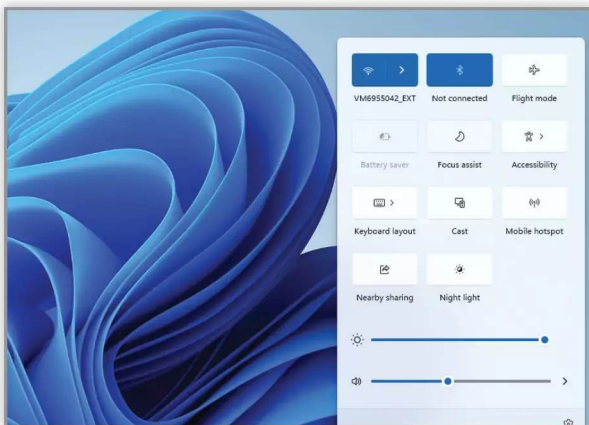 VM6955042_EXT Not connected Flight mode
Battery saver Focus assist Accessibility
Keyboard layout Cast Mobile hotspot
Nearby sharing Night light